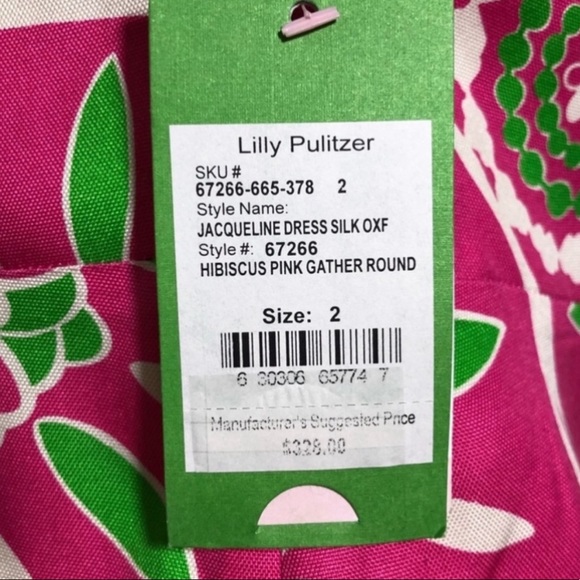 Lilly Pulitzer
SKU #
67266-665-378 2
Style Name:
JACQUELINE DRESS SILK OXF
Style #: 67266
HIBISCUS PINK GATHER ROUND
Size: 2
6 30306 65774 7
Manufacturer's Suggested Price
$328.00